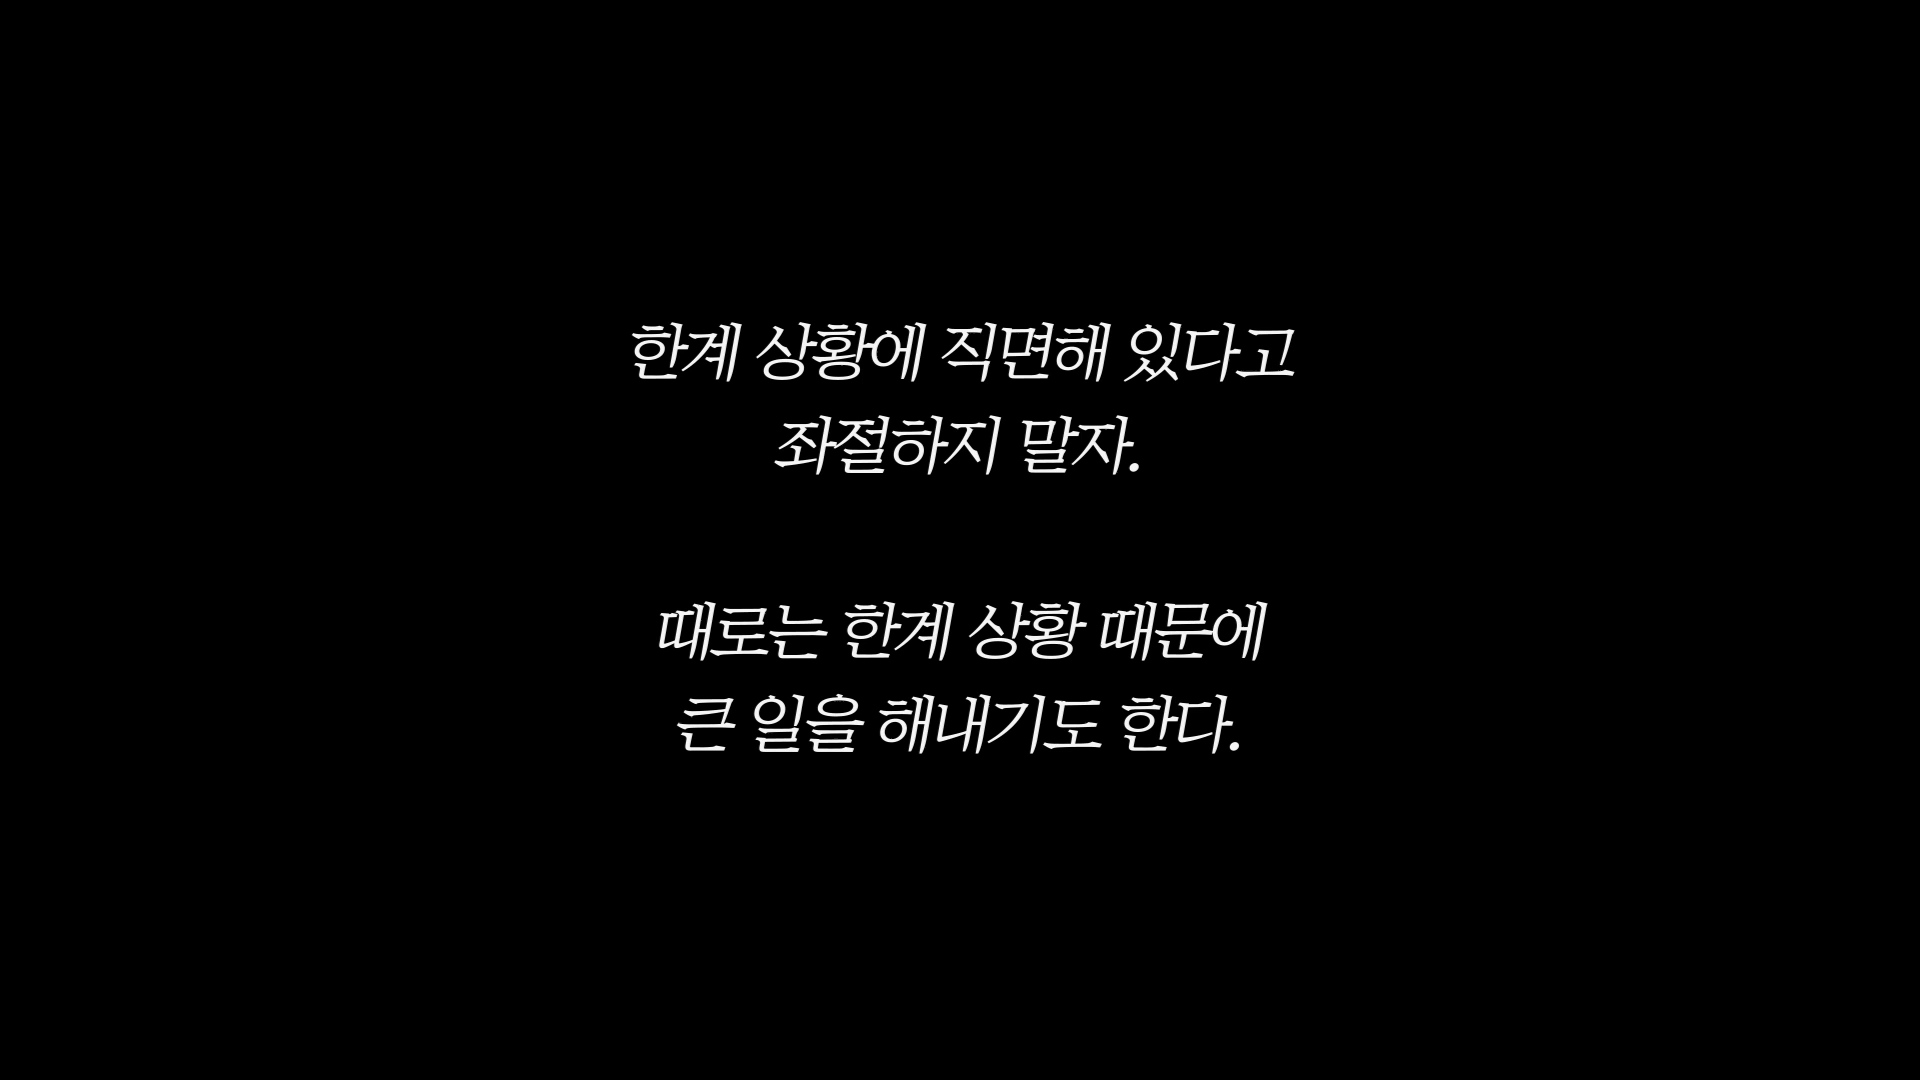 한계 상황에 직면해 있다고
좌절하지 말자.
때로는 한계 상황 때문에
큰 일을 해내기도 한다.